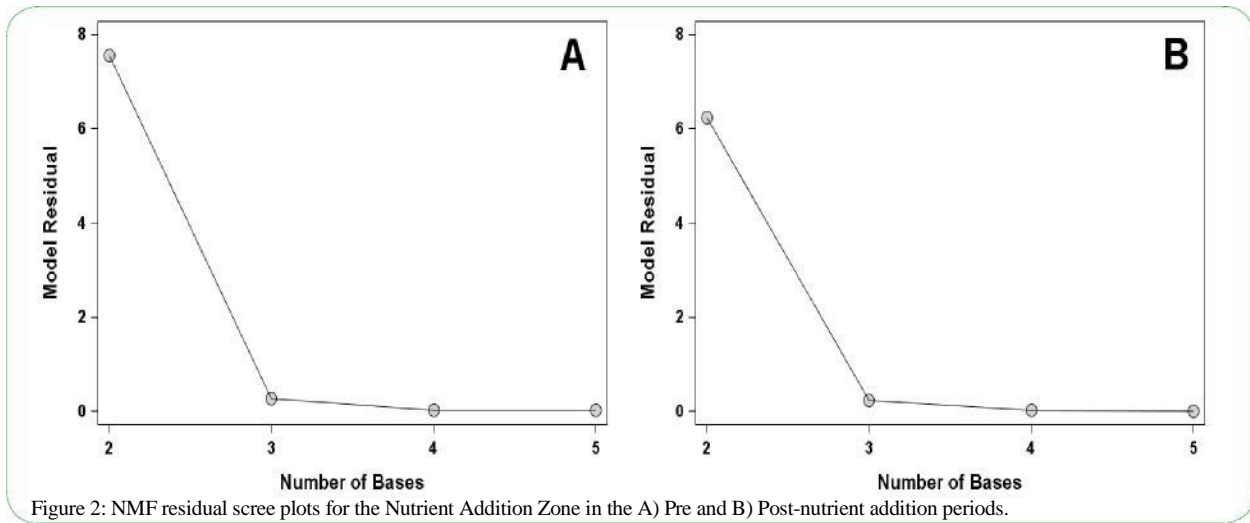 A
8
6
4
2
0
Model Residual
2 3 4 5
Number of Bases
B
8
6
4
2
0
Model Residual
2 3 4 5
Number of Bases
Figure 2: NMF residual scree plots for the Nutrient Addition Zone in the A) Pre and B) Post-nutrient addition periods.